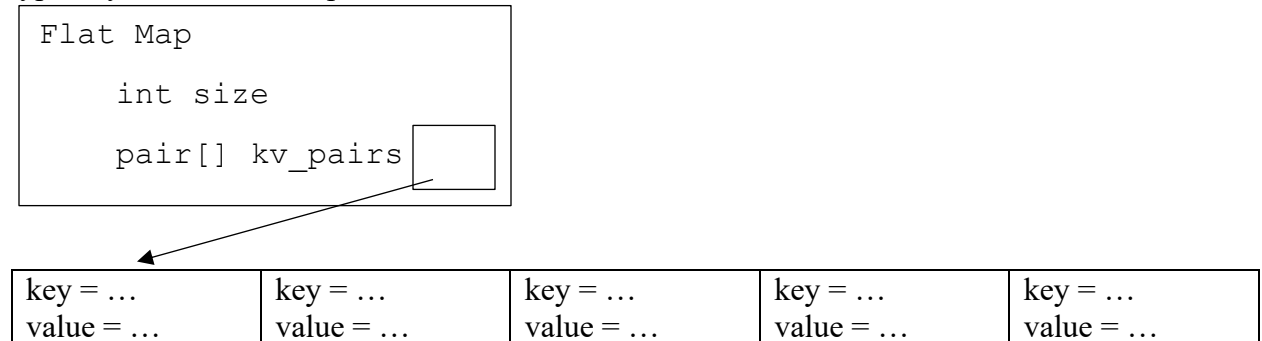 Flat Map
int size
pair[] kv_pairs
key = … key = … key = … key = … key = …
value = … value = … value = … value = … value = …